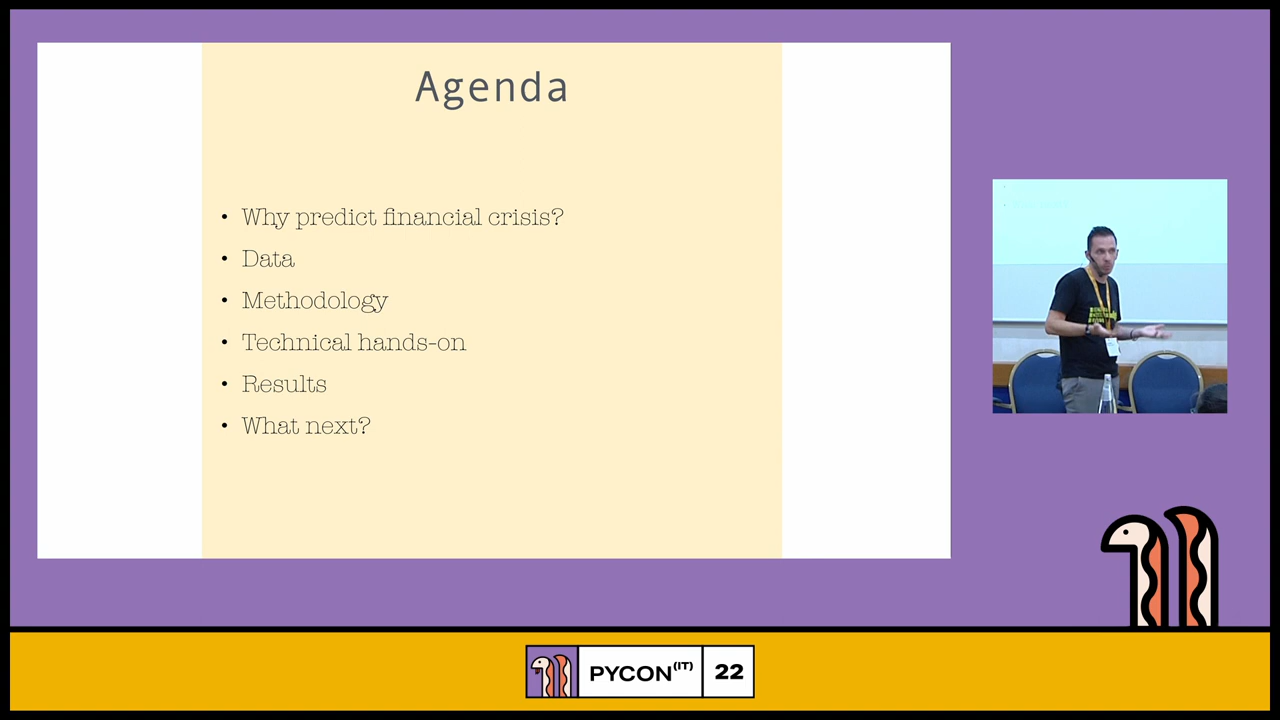 Agenda
• Why predict financial crisis?
• Data
• Methodology
• Technical hands-on
• Results
• What next?
PYCON(IT) 22